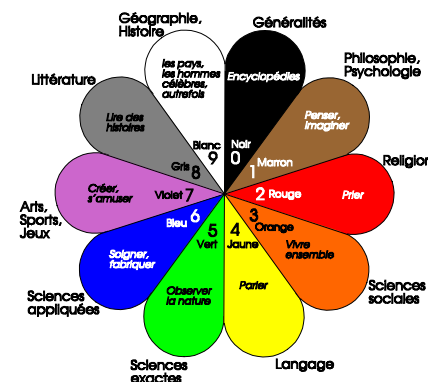 Généralités
Encyclopédies
Noir
0
Philosophie,
Psychologie
Penser,
imaginer
1 Marron
Religion
Prier
2 Rouge
Sciences
sociales
Vivre
ensemble
3
Orange
Langage
Parler
4
Jaune
Sciences
exactes
Observer
la nature
5
Vert
Sciences
appliquées
Soigner,
fabriquer
6
Bleu
Arts,
Sports,
Jeux
Créer,
s'amuser
Violet 7
Littérature
Lire des
histoires
Gris 8
Géographie,
Histoire
les pays,
les hommes
célèbres,
autrefois
Blanc
9